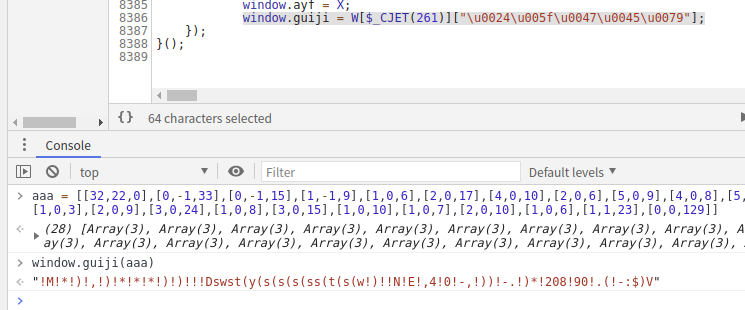 8385 window.ayf = X;
8386 window.guiji = W[$_CJET(261)]["\u0024\u005f\u0047\u0045\u0079"];
8387 });
8388 }();
8389
{} 64 characters selected
Console
top Filter Default levels
aaa = [[32,22,0],[0,-1,33],[0,-1,15],[1,-1,9],[1,0,6],[2,0,17],[4,0,10],[2,0,6],[5,0,9],[4,0,8],[5,
[1,0,3],[2,0,9],[3,0,24],[1,0,8],[3,0,15],[1,0,10],[1,0,7],[2,0,10],[1,0,6],[1,1,23],[0,0,129]]
(28) [Array(3), Array(3), Array(3), Array(3), Array(3), Array(3), Array(3), Array(3), Array(3), Arr
ay(3), Array(3), Array(3), Array(3), Array(3), Array(3), Array(3), Array(3), Array(3), Array(3), A
window.guiji(aaa)
"!M!*!)!,!)!*!*!*!)!)!!!Dswst(y(s(s(s(ss(t(s(w!)!!N!E!,4!0!-,!))!-.!)*!208!90!.(!-:$)V"